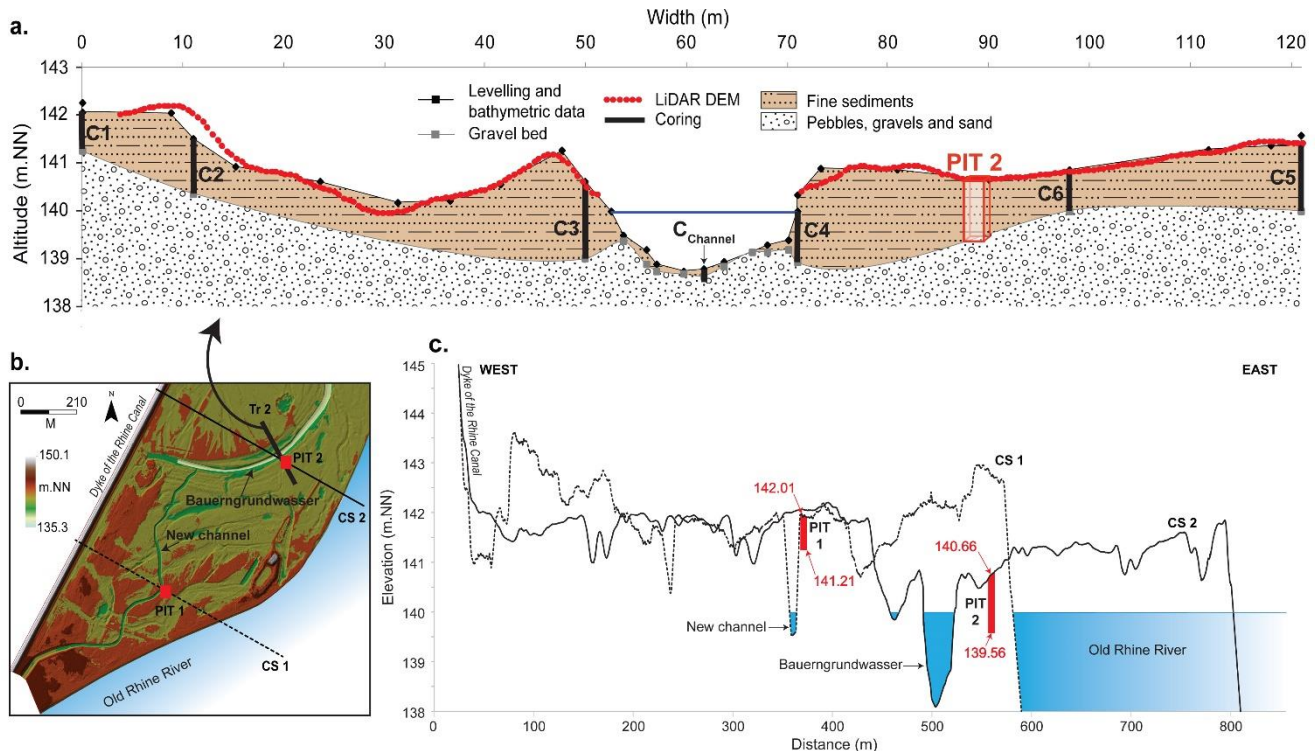 a.
Width (m)
0 10 20 30 40 50 60 70 80 90 100 110 120
Altitude (m.NN)
143
142
141
140
139
138
Levelling and
bathymetric data
Gravel bed
LiDAR DEM
Coring
Fine sediments
Pebbles, gravels and sand
C1
C2
C3
C Channel
C4
PIT 2
C6
C5
b.
0 210
M
N
150.1
m.NN
135.3
Dyke of the Rhine Canal
Tr 2
PIT 2
Bauerngrundwasser
CS 2
New channel
PIT 1
CS 1
Old Rhine River
c.
WEST
EAST
Elevation (m.NN)
145
144
143
142
141
140
139
138
Dyke of the Rhine Canal
CS 1
142.01
PIT
1
141.21
CS 2
140.66
PIT
2
139.56
New channel
Bauerngrundwasser
Old Rhine River
0 100 200 300 400 500 600 700 800
Distance (m)